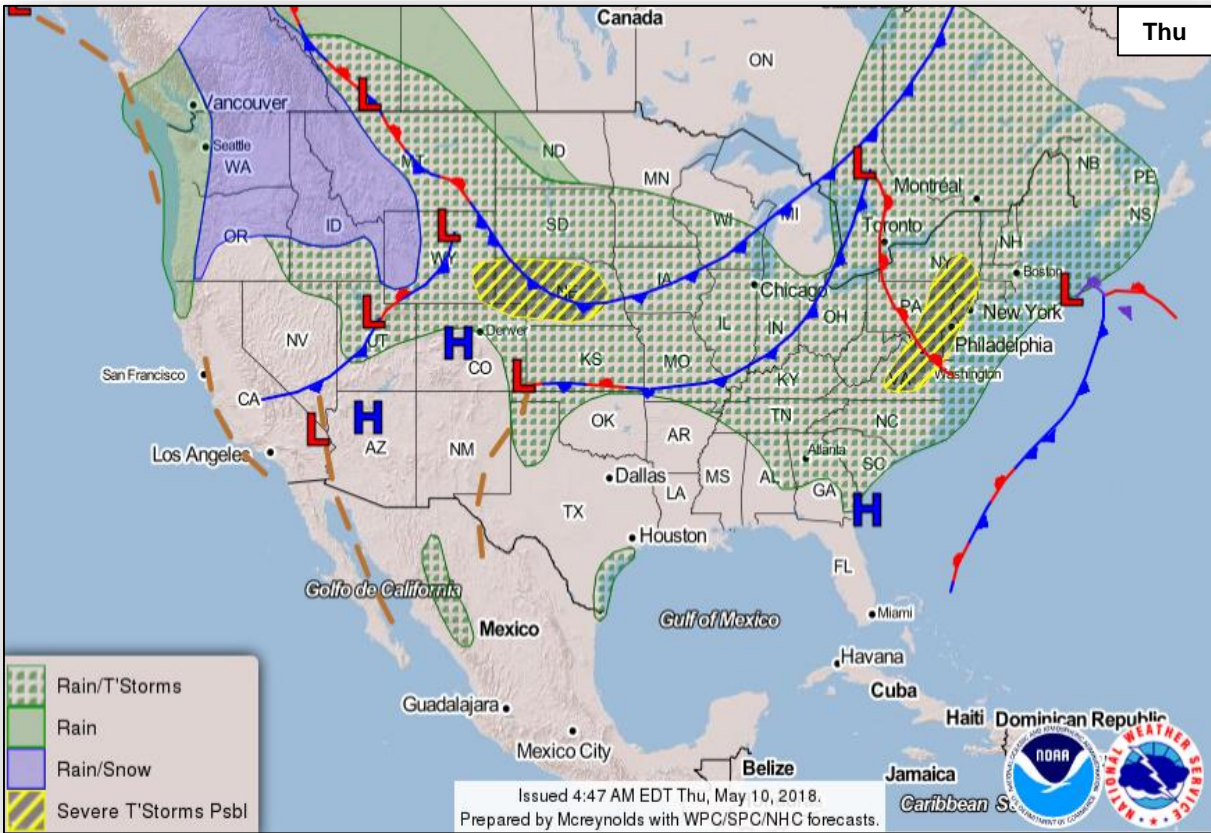 L
Canada
Thu
ON
Vancouver
L
Seattle
WA
MT
ND
MN
L
Montréal
NB
PE
NS
OR
ID
L
WY
SD
WI
MI
Toronto
NH
NY
Boston
IA
NE
Chicago
L
NV
L
UT
Denver
H
CO
IL
IN
OH
PA
New York
Philadelphia
San Francisco
CA
L
KS
MO
KY
Washington
H
L
AZ
NM
OK
AR
TN
NC
Los Angeles
Atlanta
SC
Dallas
MS
AL
GA
LA
H
TX
Houston
FL
Golfo de California
Mexico
Gulf of Mexico
Miami
Havana
Cuba
Guadalajara
Haiti
Dominican Republic
Mexico City
Belize
Jamaica
Caribbean
Rain/T'Storms
Rain
Rain/Snow
Severe T'Storms Psbl
Issued 4:47 AM EDT Thu, May 10, 2018.
Prepared by Mcreynolds with WPC/SPC/NHC forecasts.
NOAA
NATIONAL WEATHER SERVICE